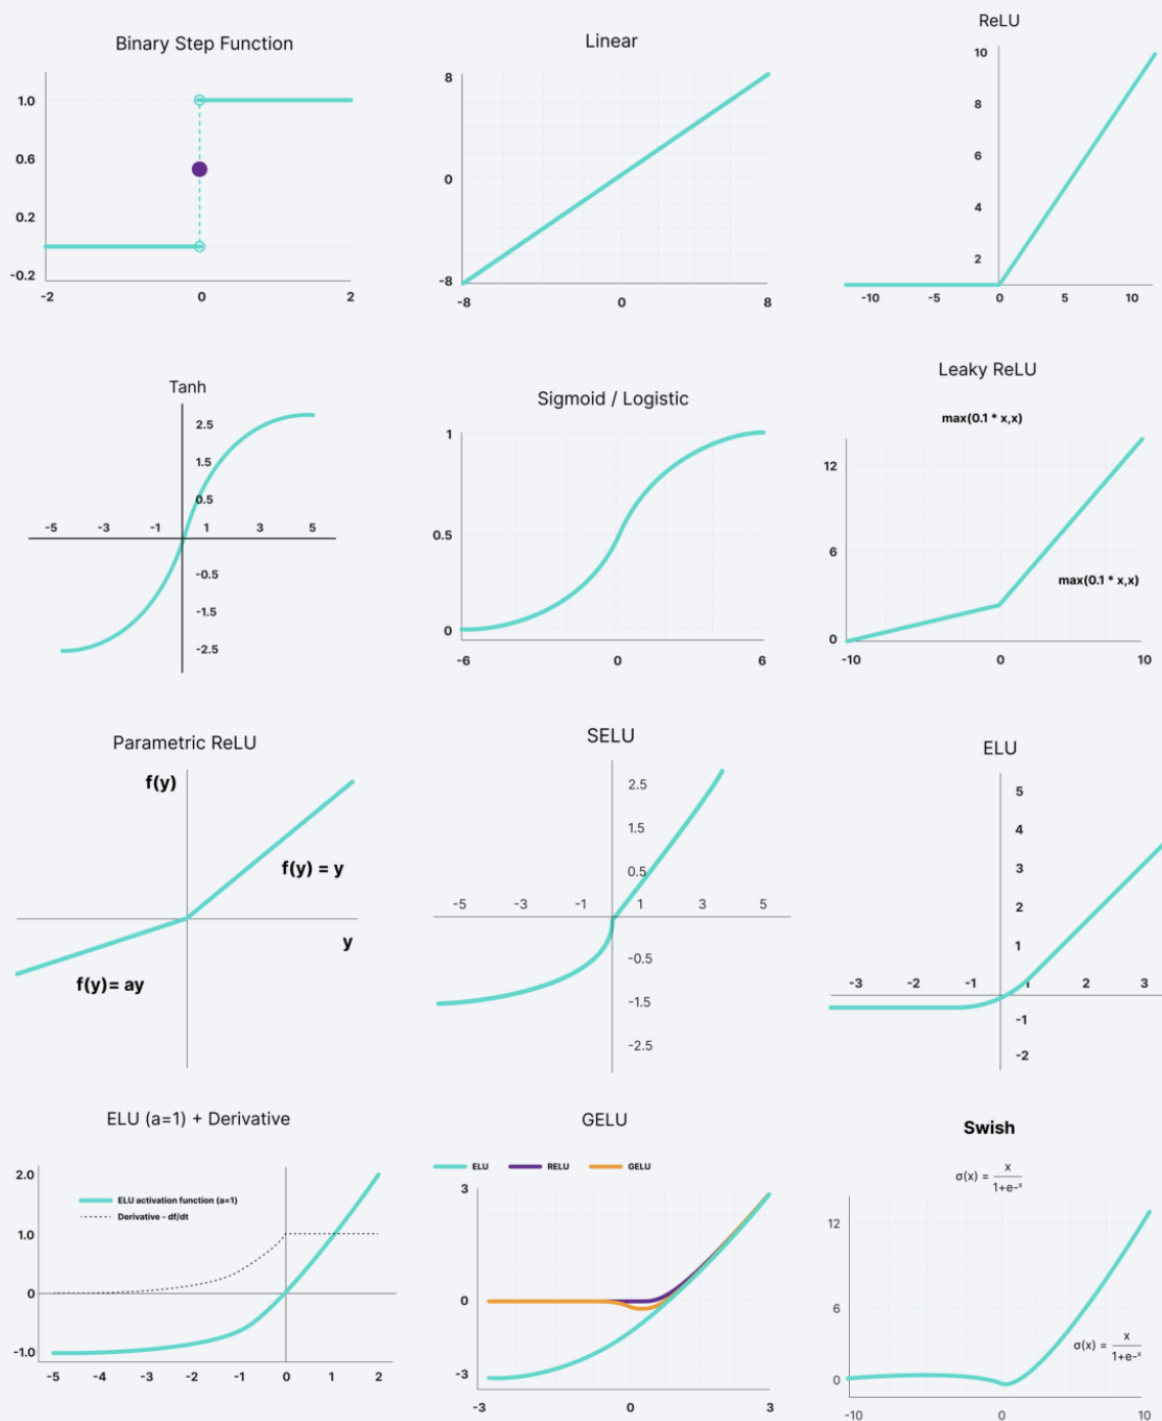 Binary Step Function
1.0
0.6
0.2
-0.2
-2 0 2
Linear
8
0
-8
-8 0 8
ReLU
10
8
6
4
2
-10 -5 0 5 10
Tanh
2.5
1.5
0.5
-5 -3 -1 1 3 5
-0.5
-1.5
-2.5
Sigmoid / Logistic
1
0.5
0
-6 0 6
Leaky ReLU
max(0.1 * x,x)
12
6
max(0.1 * x,x)
0
-10 0 10
Parametric ReLU
f(y)
f(y) = y
y
f(y)= ay
SELU
2.5
1.5
0.5
-5 -3 -1 1 3 5
-0.5
-1.5
-2.5
ELU
5
4
3
2
1
-3 -2 -1 1 2 3
-1
-2
ELU (a=1) + Derivative
2.0
ELU activation function (a=1)
Derivative - df/dt
1.0
0
-1.0
-5 -4 -3 -2 -1 0 1 2
GELU
ELU RELU GELU
3
0
-3
-3 0 3
Swish
σ(x) = x
1+e-ˣ
12
6
σ(x) = x
1+e-ˣ
0
-10 0 10